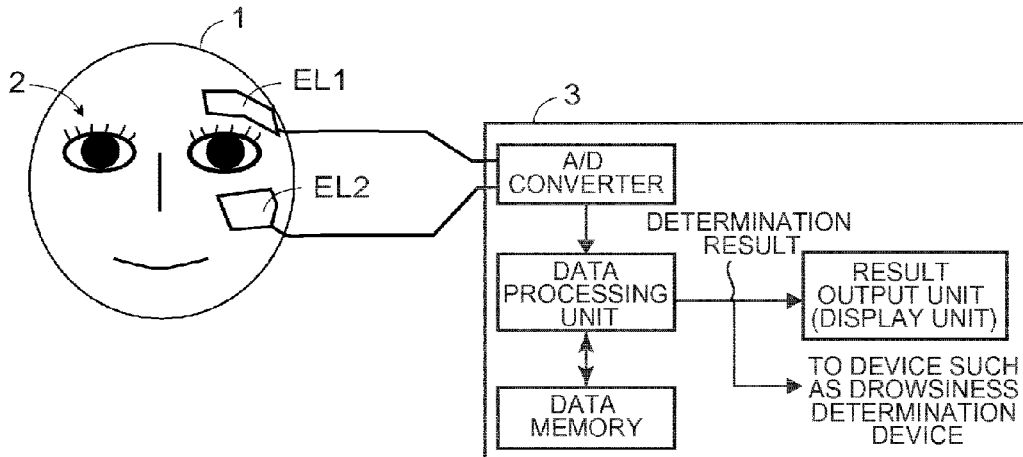 1
2
EL1
EL2
3
A/D
CONVERTER
DETERMINATION
RESULT
DATA
PROCESSING
UNIT
RESULT
OUTPUT UNIT
(DISPLAY UNIT)
DATA
MEMORY
TO DEVICE SUCH
AS DROWSINESS
DETERMINATION
DEVICE